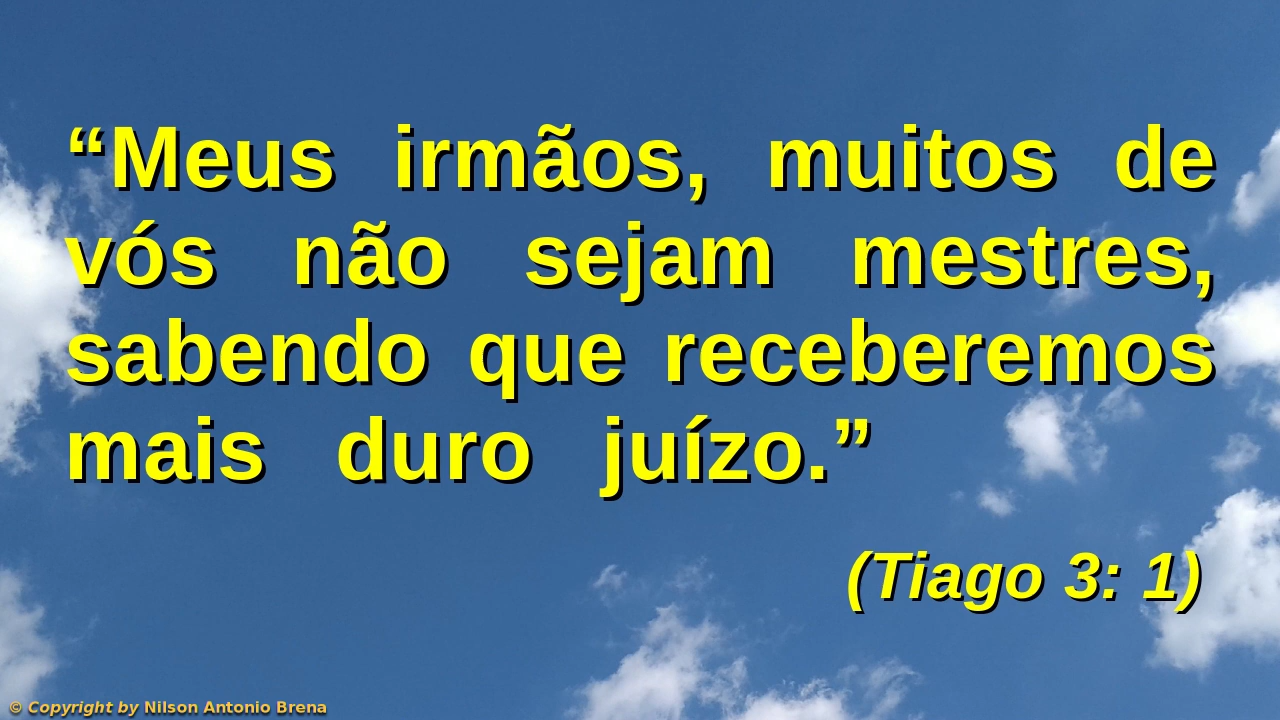 “Meus irmãos, muitos de
vós não sejam mestres,
sabendo que receberemos
mais duro juízo.”
(Tiago 3: 1)
© Copyright by Nilson Antonio Brena